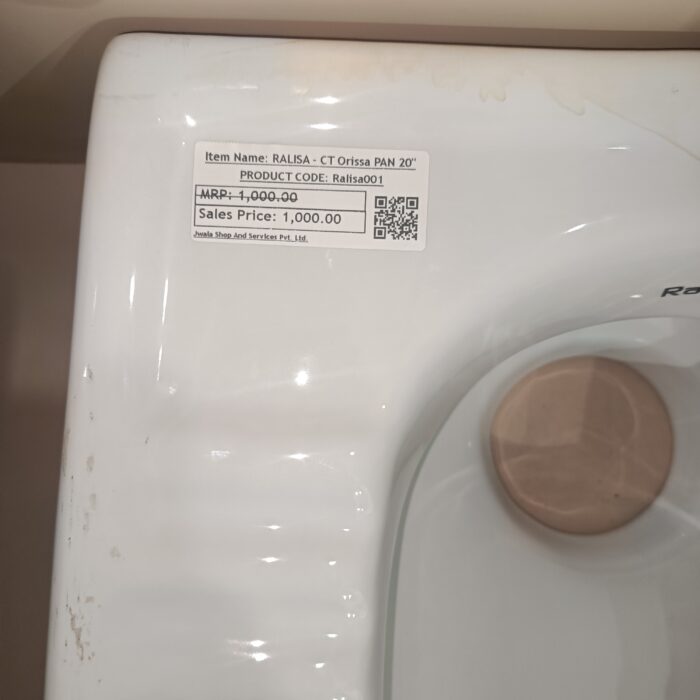 Item Name: RALISA - CT Orissa PAN 20"
PRODUCT CODE: Ralisa001
MRP: 1,000.00
Sales Price: 1,000.00
Jwala Shop And Services Pvt. Ltd.